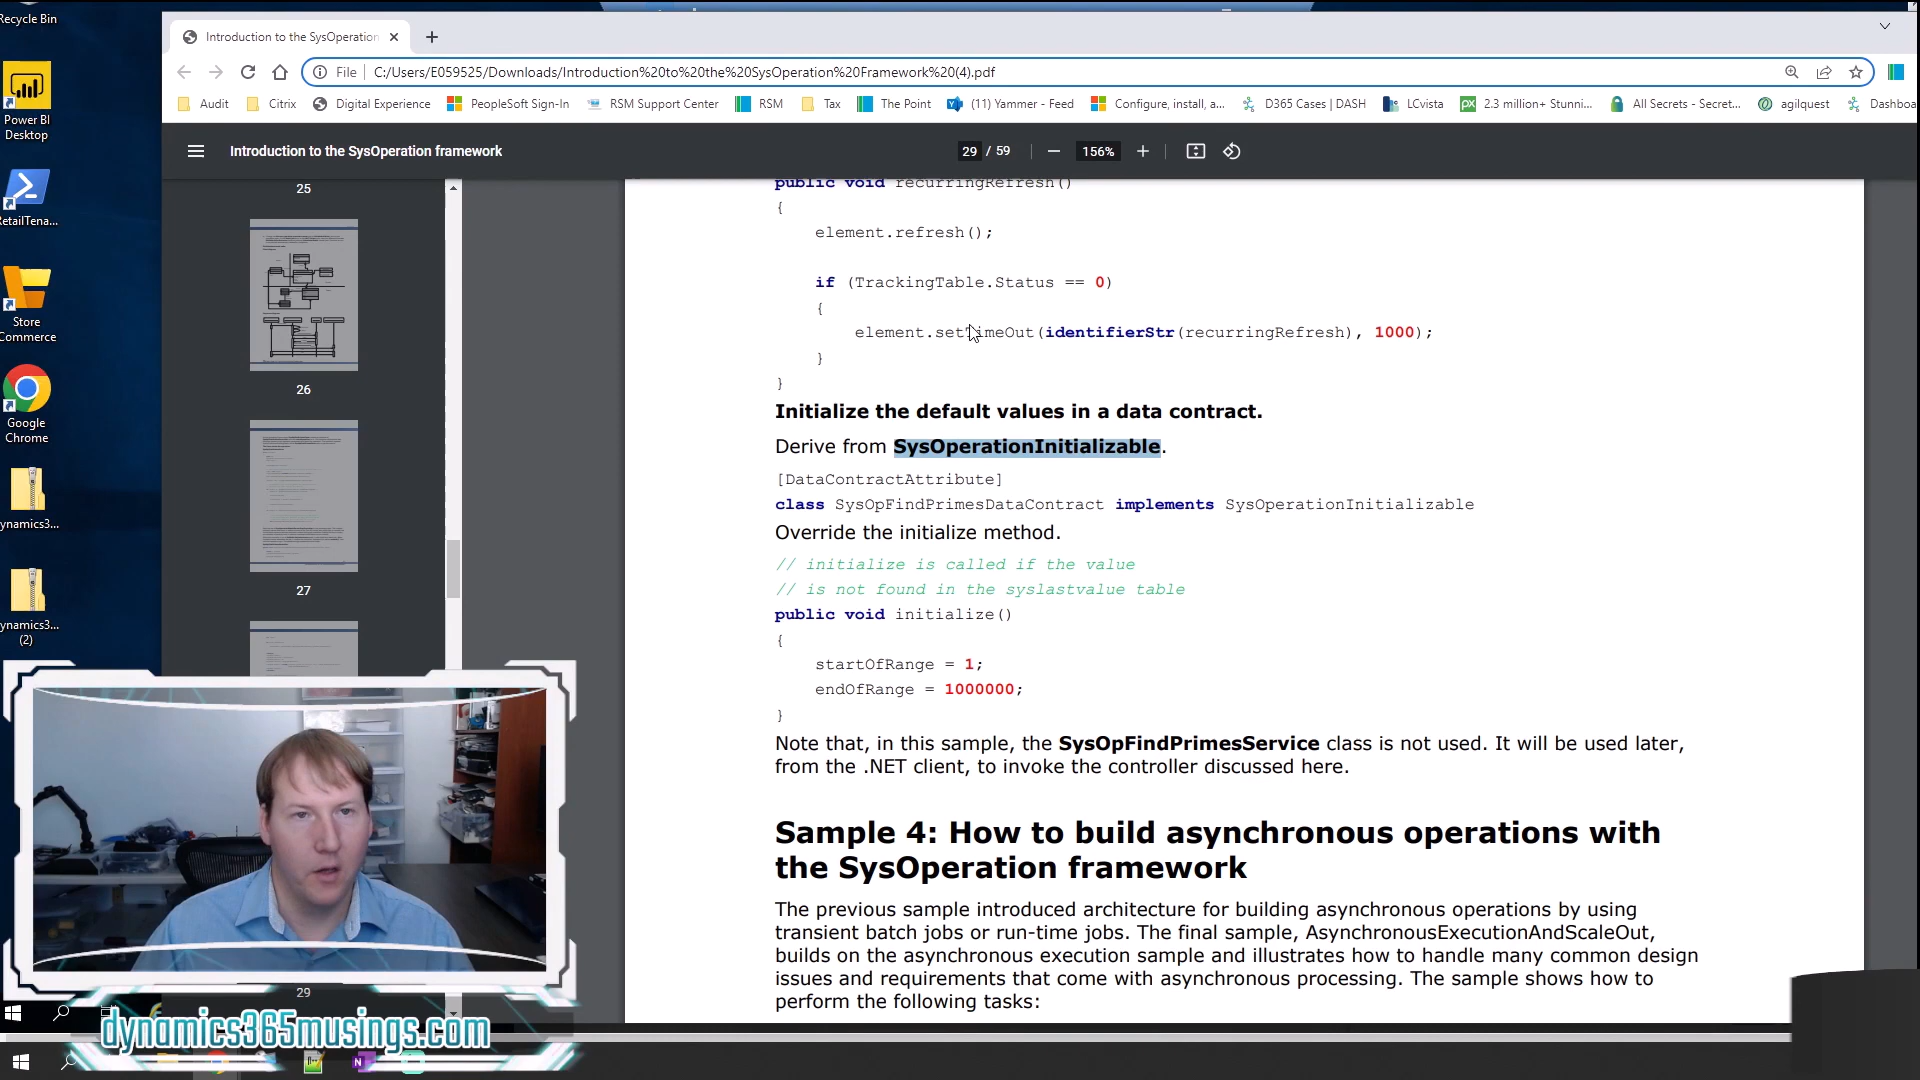 Recycle Bin
Power BI
Desktop
RetailTena...
Store
Commerce
Google
Chrome
ynamics3...
ynamics3...
(2)
Introduction to the SysOperation
File
C:/Users/E059525/Downloads/Introduction%20to%20the%20SysOperation%20Framework%20(4).pdf
Audit
Citrix
Digital Experience
PeopleSoft Sign-In
RSM Support Center
RSM
Tax
The Point
(11) Yammer - Feed
Configure, install, a...
D365 Cases | DASH
LCvista
2.3 million+ Stunni...
All Secrets - Secret...
agilquest
Dashboa
Introduction to the SysOperation framework
29 / 59
156%
25
26
27
29
public void recurringRefresh()
{
element.refresh();
if (TrackingTable.Status == 0)
{
element.setTimeOut(identifierStr(recurringRefresh), 1000);
}
}
Initialize the default values in a data contract.
Derive from SysOperationInitializable.
[DataContractAttribute]
class SysOpFindPrimesDataContract implements SysOperationInitializable
Override the initialize method.
// initialize is called if the value
// is not found in the syslastvalue table
public void initialize()
{
startOfRange = 1;
endOfRange = 1000000;
}
Note that, in this sample, the SysOpFindPrimesService class is not used. It will be used later,
from the .NET client, to invoke the controller discussed here.
Sample 4: How to build asynchronous operations with
the SysOperation framework
The previous sample introduced architecture for building asynchronous operations by using
transient batch jobs or run-time jobs. The final sample, AsynchronousExecutionAndScaleOut,
builds on the asynchronous execution sample and illustrates how to handle many common design
issues and requirements that come with asynchronous processing. The sample shows how to
perform the following tasks:
dynamics365musings.com